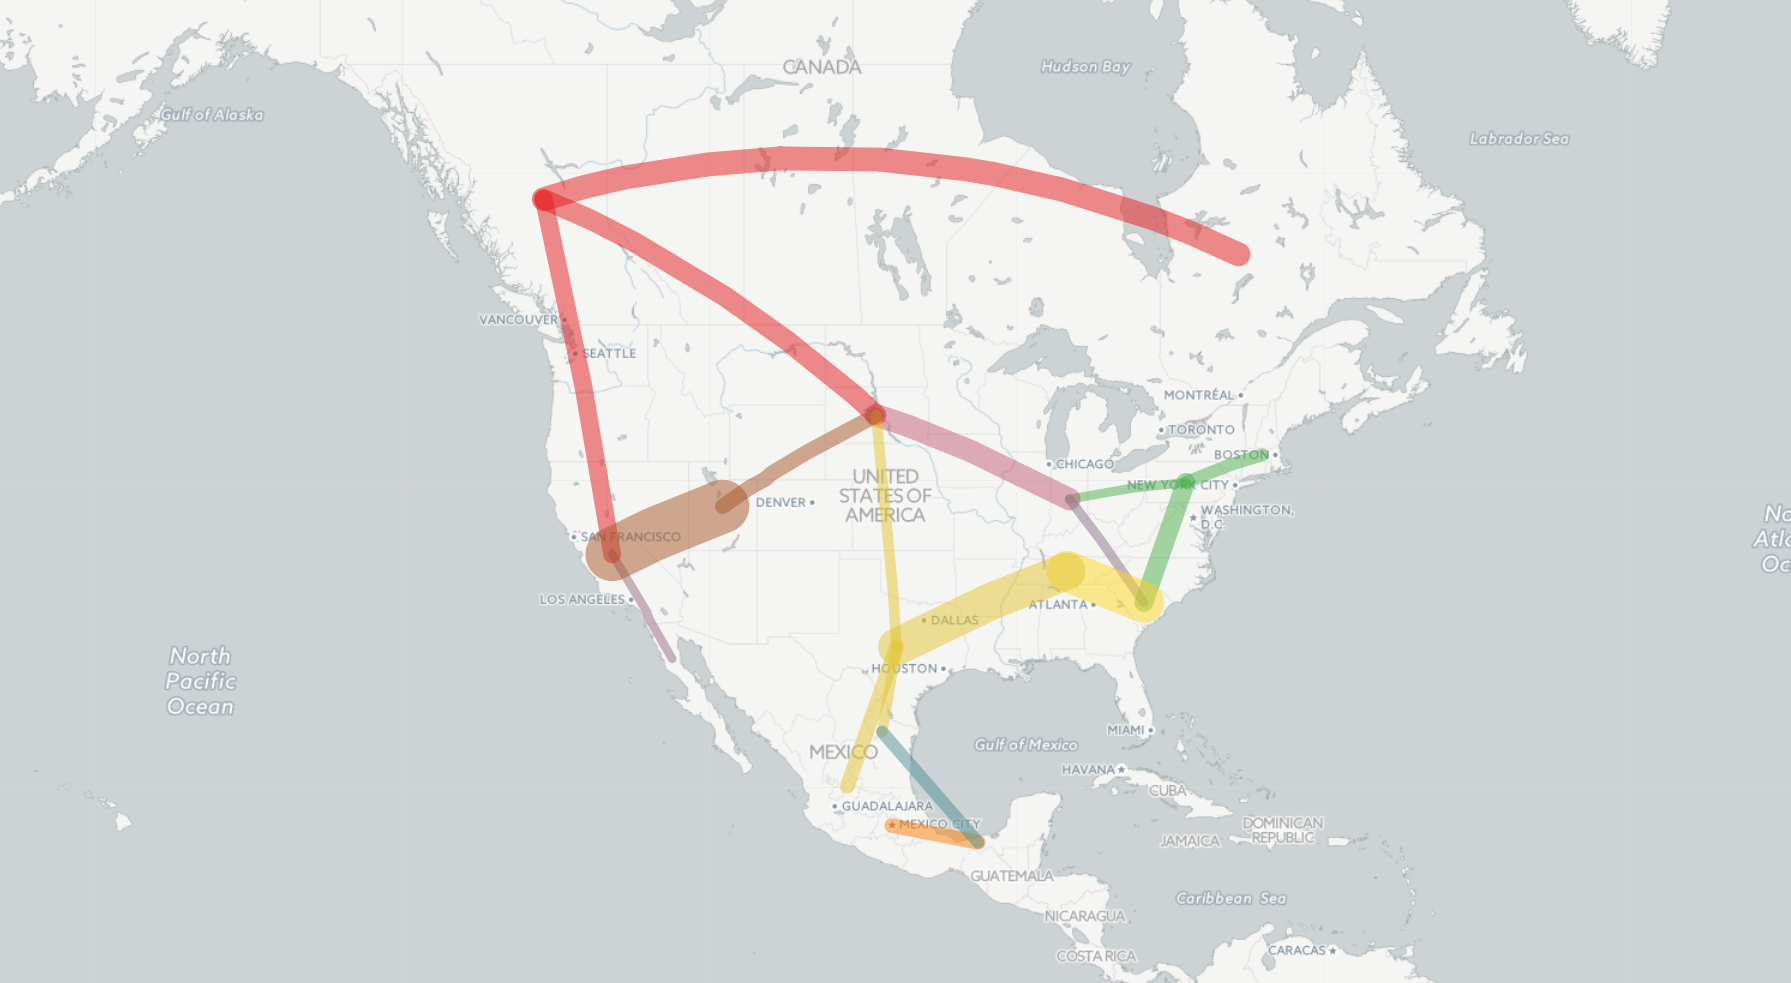 CANADA
Hudson Bay
Gulf of Alaska
Labrador Sea
VANCOUVER
SEATTLE
MONTRÉAL
TORONTO
BOSTON
CHICAGO
UNITED
STATES OF
AMERICA
NEW YORK CITY
DENVER
WASHINGTON,
D.C.
SAN FRANCISCO
LOS ANGELES
ATLANTA
DALLAS
HOUSTON
North
Pacific
Ocean
MIAMI
Gulf of Mexico
MEXICO
HAVANA
CUBA
GUADALAJARA
MEXICO CITY
DOMINICAN
REPUBLIC
JAMAICA
GUATEMALA
Caribbean Sea
NICARAGUA
CARACAS
COSTA RICA